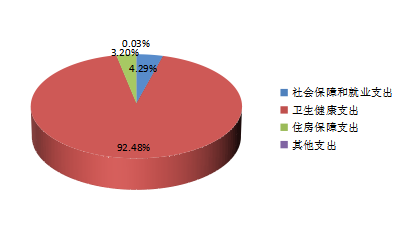 0.03%
3.20%
4.29%
92.48%
社会保障和就业支出
卫生健康支出
住房保障支出
其他支出